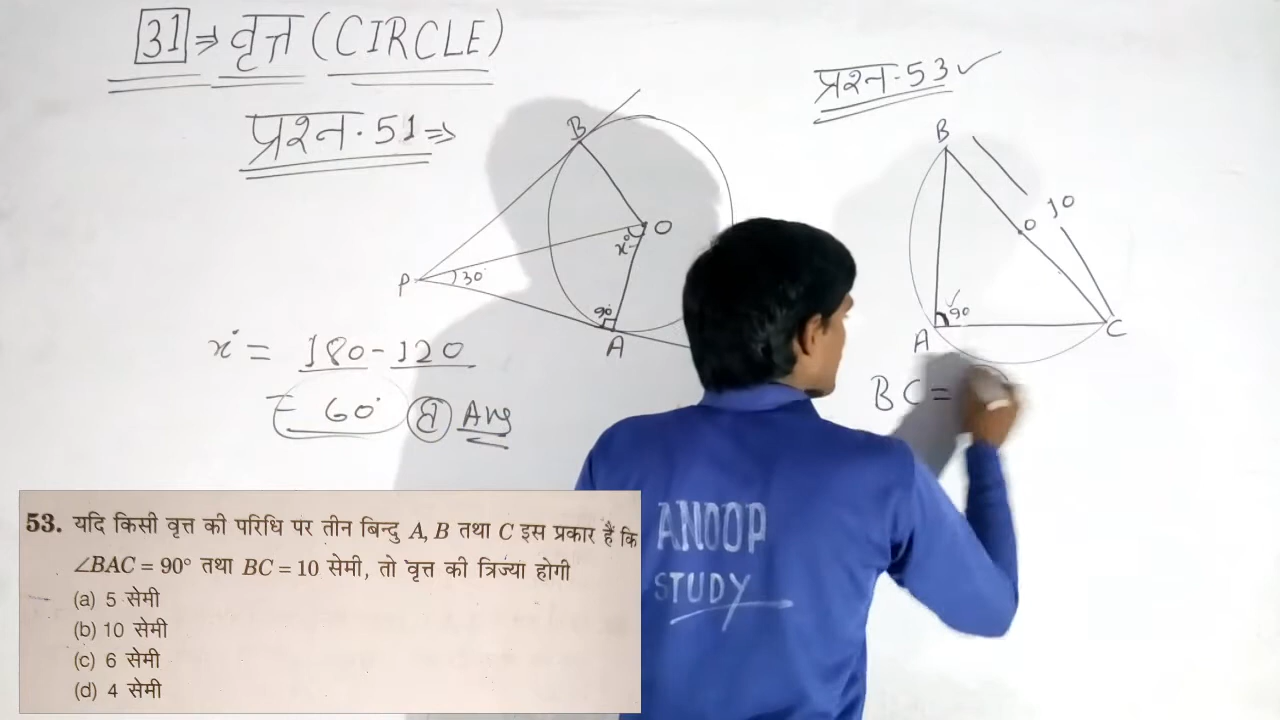 31 ⇒ वृत्त (CIRCLE)
प्रश्न.51 ⇒
B
O
x°
P
30°
90°
A
x° = 180-120
= 60° (d) Ans
प्रश्न.53 ✓
B
O
10
90
A
C
BC =
ANOOP
STUDY
53. यदि किसी वृत्त की परिधि पर तीन बिन्दु A, B तथा C इस प्रकार हैं कि
∠BAC = 90° तथा BC = 10 सेमी, तो वृत्त की त्रिज्या होगी
(a) 5 सेमी
(b) 10 सेमी
(c) 6 सेमी
(d) 4 सेमी